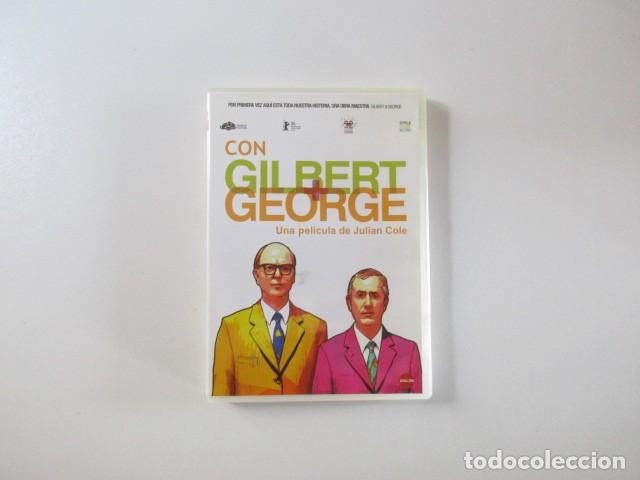 POR PRIMERA VEZ AQUÍ ESTA TODA NUESTRA HISTORIA. UNA OBRA MAESTRA. GILBERT & GEORGE
CON
GILBERT
+
GEORGE
Una película de Julian Cole
todocoleccion